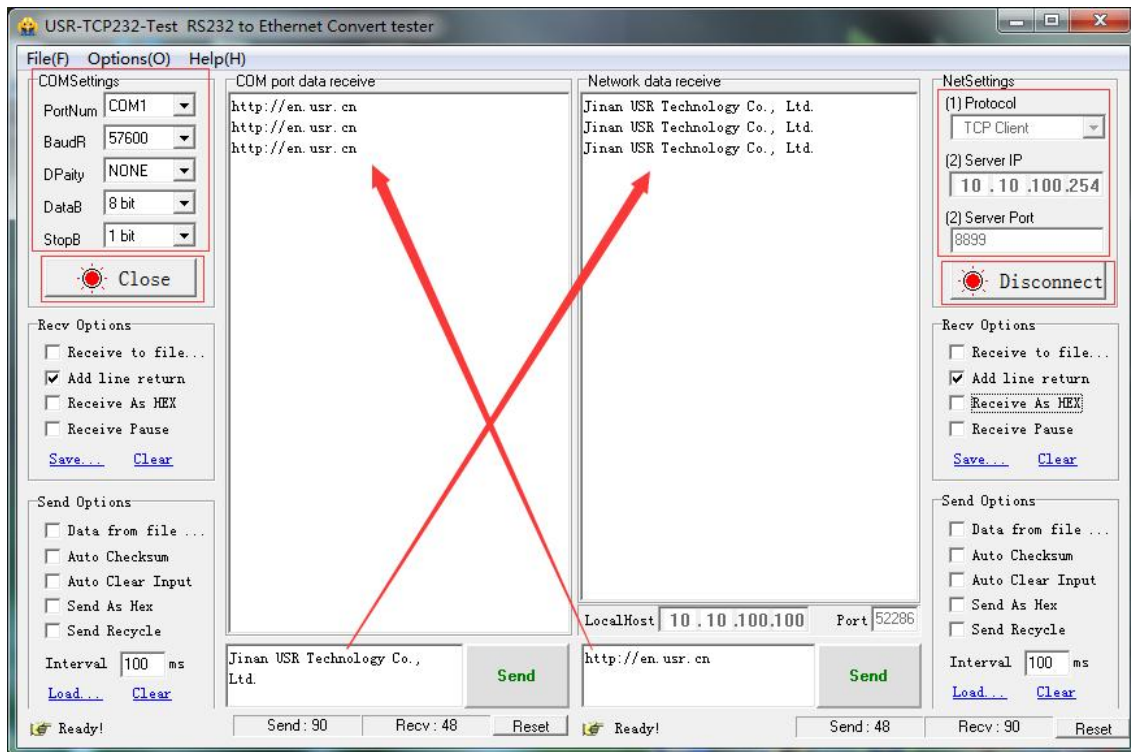 USR-TCP232-Test RS232 to Ethernet Convert tester
File(F) Options(O) Help(H)
COMSettings
PortNum COM1
BaudR 57600
DPaity NONE
DataB 8 bit
StopB 1 bit
Close
Recv Options
Receive to file...
Add line return
Receive As HEX
Receive Pause
Save... Clear
Send Options
Data from file ...
Auto Checksum
Auto Clear Input
Send As Hex
Send Recycle
Interval 100 ms
Load... Clear
COM port data receive
http://en.usr.cn
http://en.usr.cn
http://en.usr.cn
Jinan USR Technology Co.,
Ltd.
Send
Network data receive
Jinan USR Technology Co., Ltd.
Jinan USR Technology Co., Ltd.
Jinan USR Technology Co., Ltd.
LocalHost 10 .10 .100.100 Port 52286
http://en.usr.cn
Send
NetSettings
(1) Protocol
TCP Client
(2) Server IP
10 .10 .100.254
(2) Server Port
8899
Disconnect
Recv Options
Receive to file...
Add line return
Receive As HEX
Receive Pause
Save... Clear
Send Options
Data from file ...
Auto Checksum
Auto Clear Input
Send As Hex
Send Recycle
Interval 100 ms
Load... Clear
Ready! Send : 90 Recv : 48 Reset
Ready! Send : 48 Recv : 90 Reset